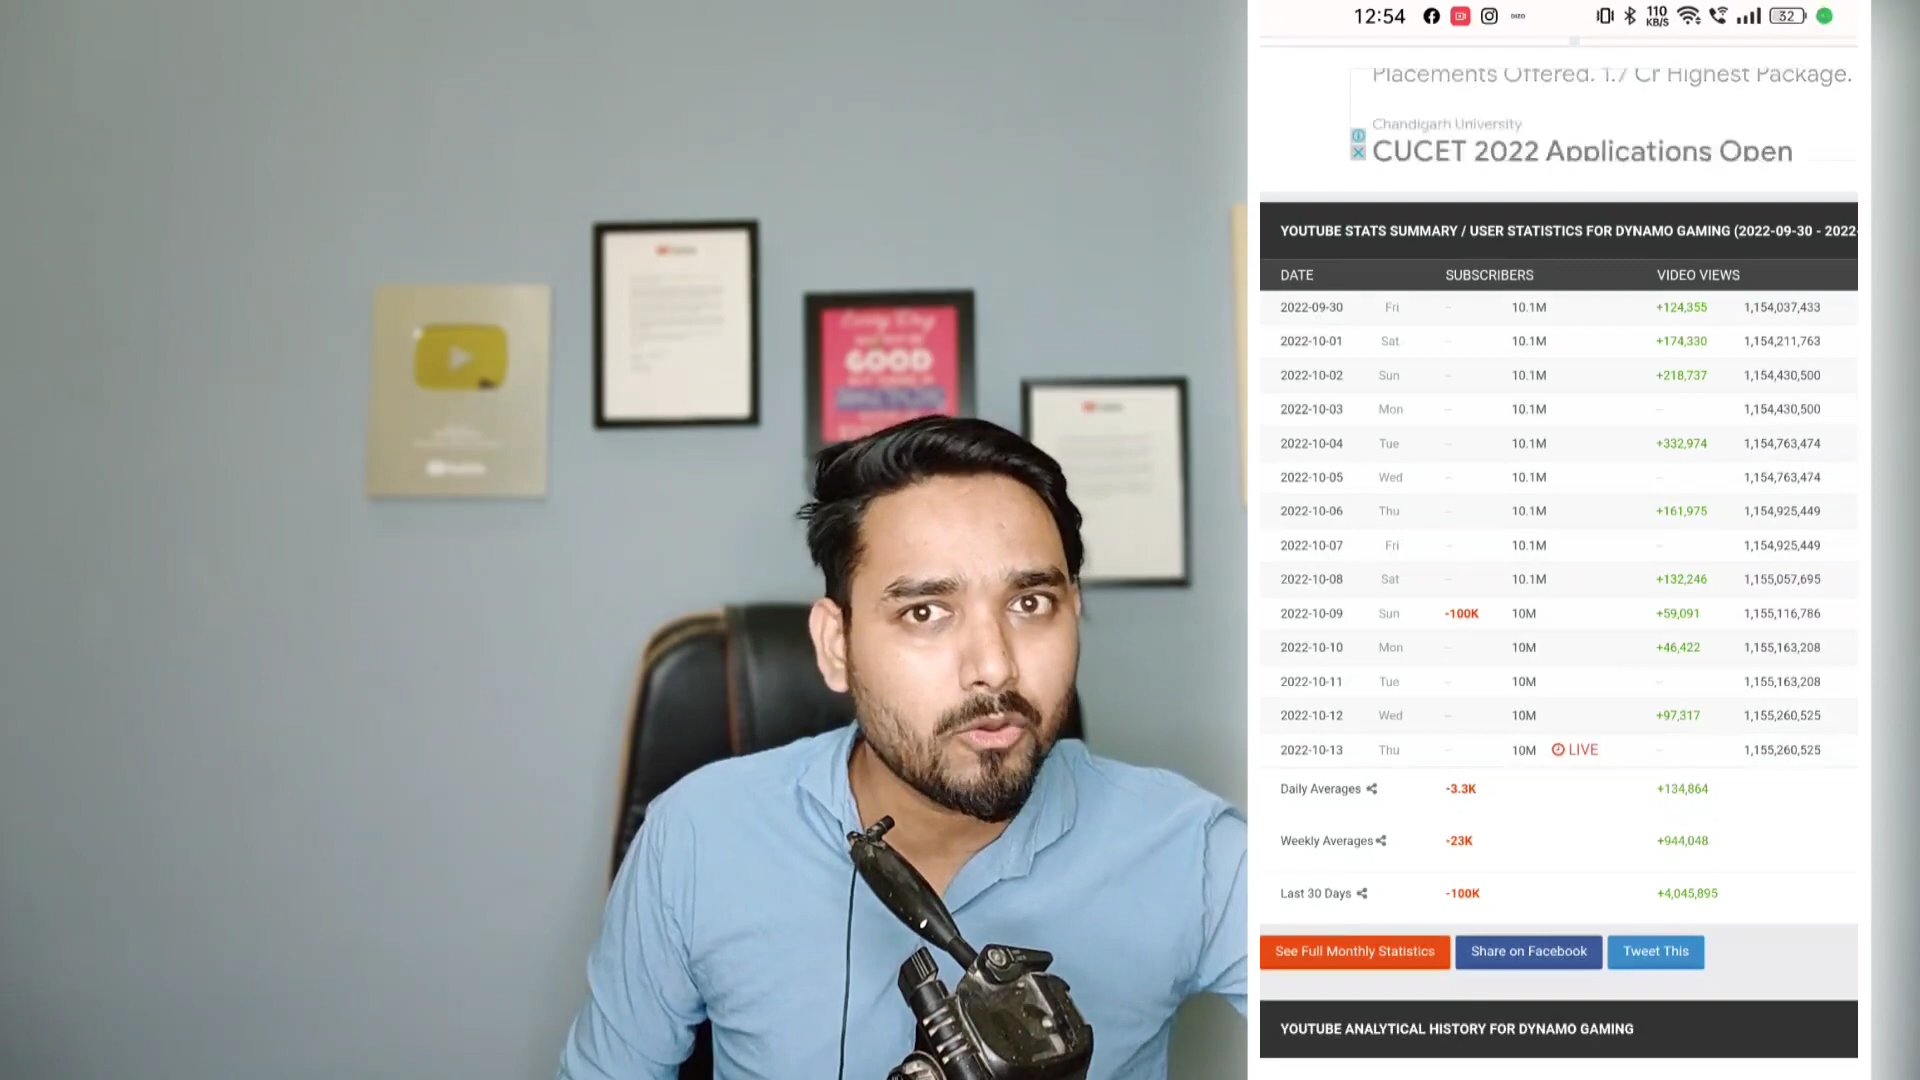 GOOD
12:54 DIZO 110 KB/S 32
Placements Offered. 1.7 Cr Highest Package.
Chandigarh University
CUCET 2022 Applications Open
YOUTUBE STATS SUMMARY / USER STATISTICS FOR DYNAMO GAMING (2022-09-30 - 2022-
DATE SUBSCRIBERS VIDEO VIEWS
2022-09-30 Fri -- 10.1M +124,355 1,154,037,433
2022-10-01 Sat -- 10.1M +174,330 1,154,211,763
2022-10-02 Sun -- 10.1M +218,737 1,154,430,500
2022-10-03 Mon -- 10.1M -- 1,154,430,500
2022-10-04 Tue -- 10.1M +332,974 1,154,763,474
2022-10-05 Wed -- 10.1M -- 1,154,763,474
2022-10-06 Thu -- 10.1M +161,975 1,154,925,449
2022-10-07 Fri -- 10.1M -- 1,154,925,449
2022-10-08 Sat -- 10.1M +132,246 1,155,057,695
2022-10-09 Sun -100K 10M +59,091 1,155,116,786
2022-10-10 Mon -- 10M +46,422 1,155,163,208
2022-10-11 Tue -- 10M -- 1,155,163,208
2022-10-12 Wed -- 10M +97,317 1,155,260,525
2022-10-13 Thu -- 10M LIVE -- 1,155,260,525
Daily Averages -3.3K +134,864
Weekly Averages -23K +944,048
Last 30 Days -100K +4,045,895
See Full Monthly Statistics Share on Facebook Tweet This
YOUTUBE ANALYTICAL HISTORY FOR DYNAMO GAMING